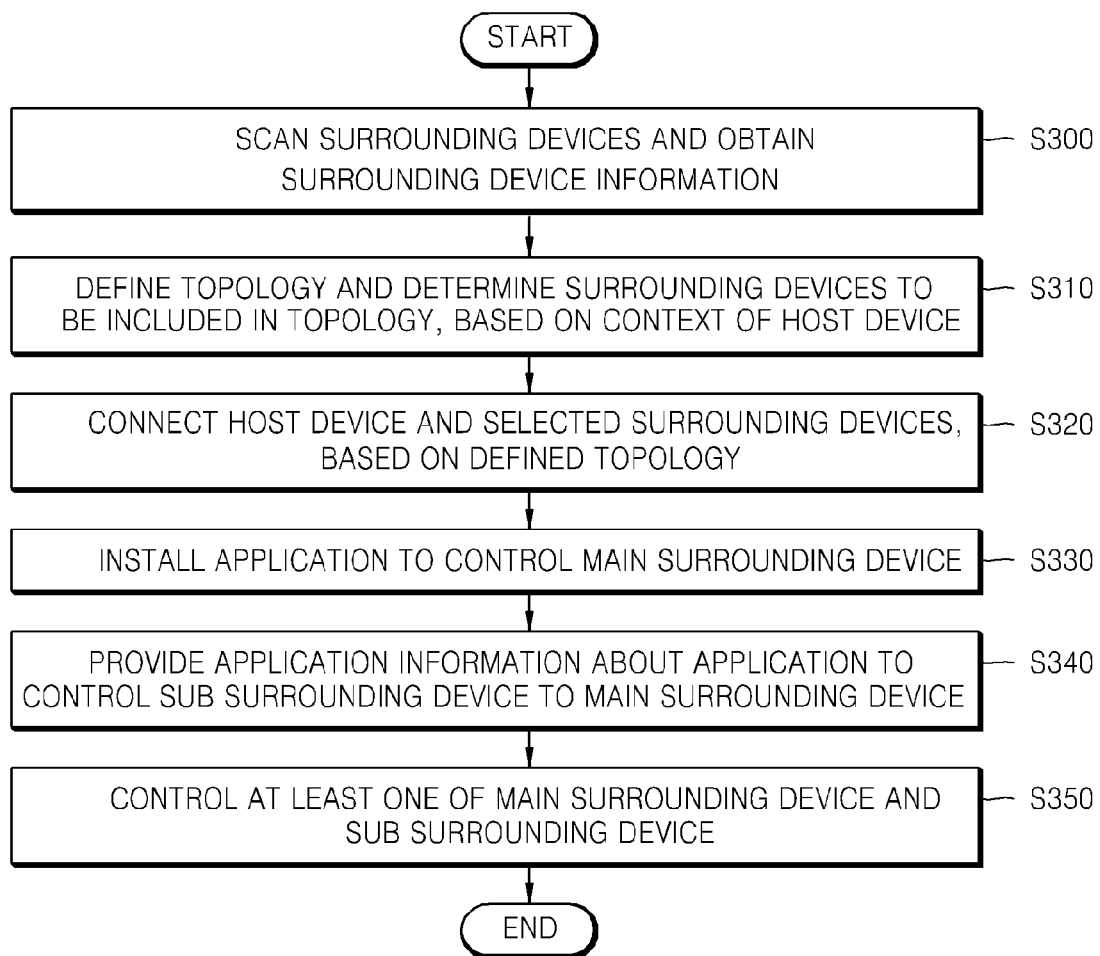 START
SCAN SURROUNDING DEVICES AND OBTAIN
SURROUNDING DEVICE INFORMATION
S300
DEFINE TOPOLOGY AND DETERMINE SURROUNDING DEVICES TO
BE INCLUDED IN TOPOLOGY, BASED ON CONTEXT OF HOST DEVICE
S310
CONNECT HOST DEVICE AND SELECTED SURROUNDING DEVICES,
BASED ON DEFINED TOPOLOGY
S320
INSTALL APPLICATION TO CONTROL MAIN SURROUNDING DEVICE
S330
PROVIDE APPLICATION INFORMATION ABOUT APPLICATION TO
CONTROL SUB SURROUNDING DEVICE TO MAIN SURROUNDING DEVICE
S340
CONTROL AT LEAST ONE OF MAIN SURROUNDING DEVICE AND
SUB SURROUNDING DEVICE
S350
END